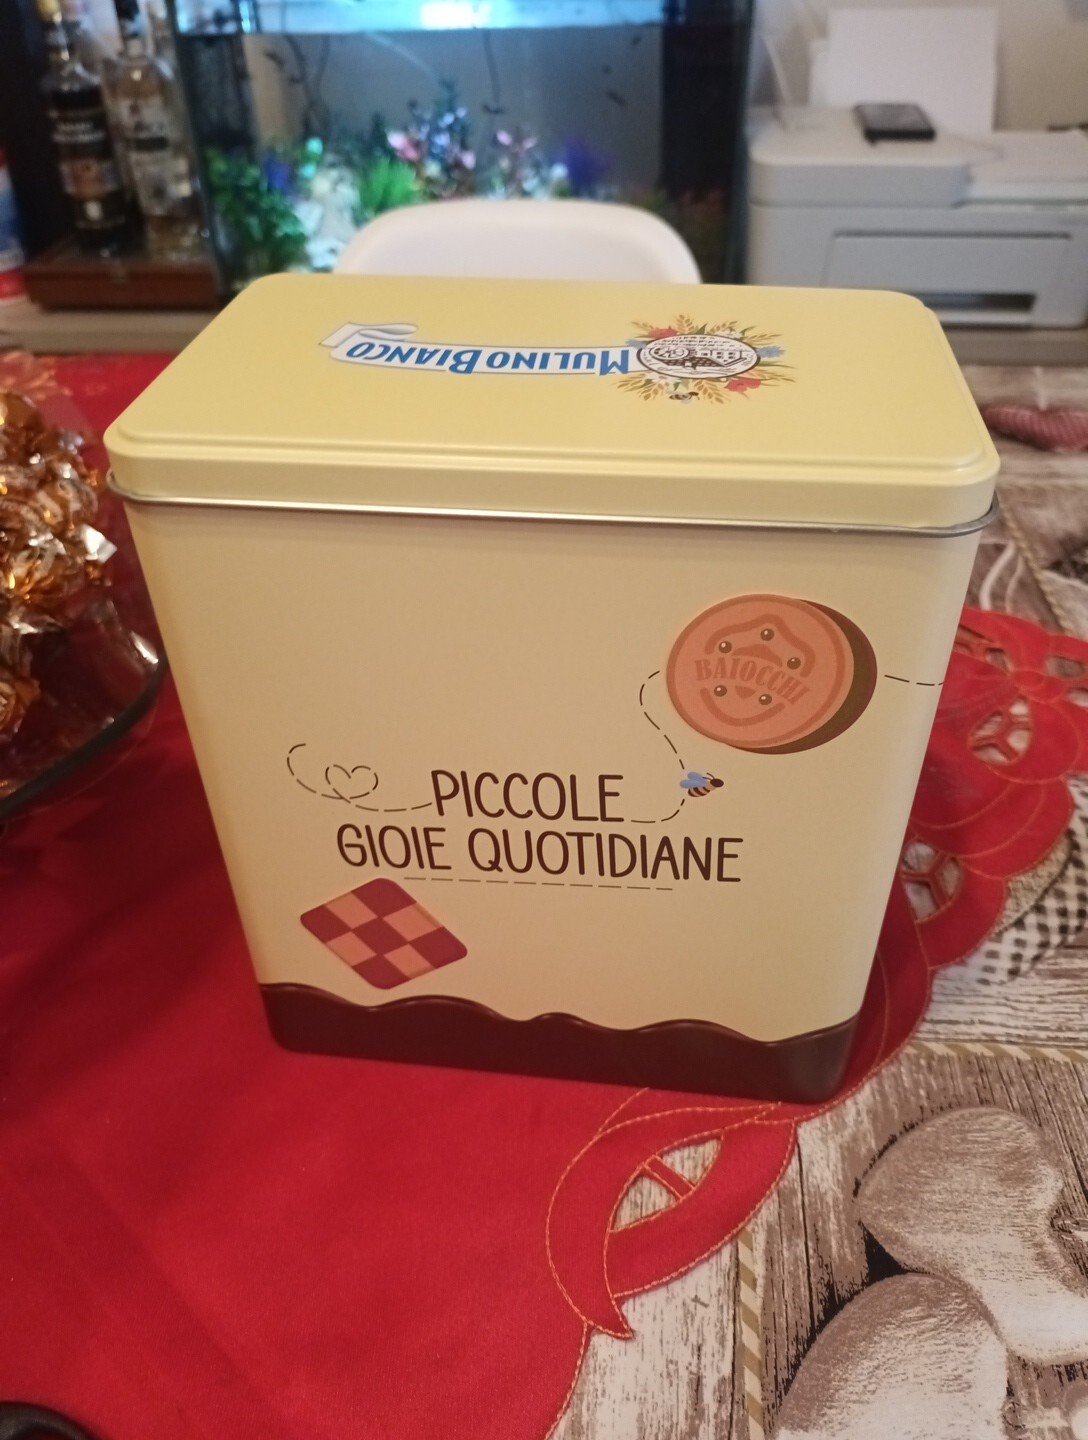 MULINO BIANCO
BAIOCCHI
PICCOLE
GIOIE QUOTIDIANE